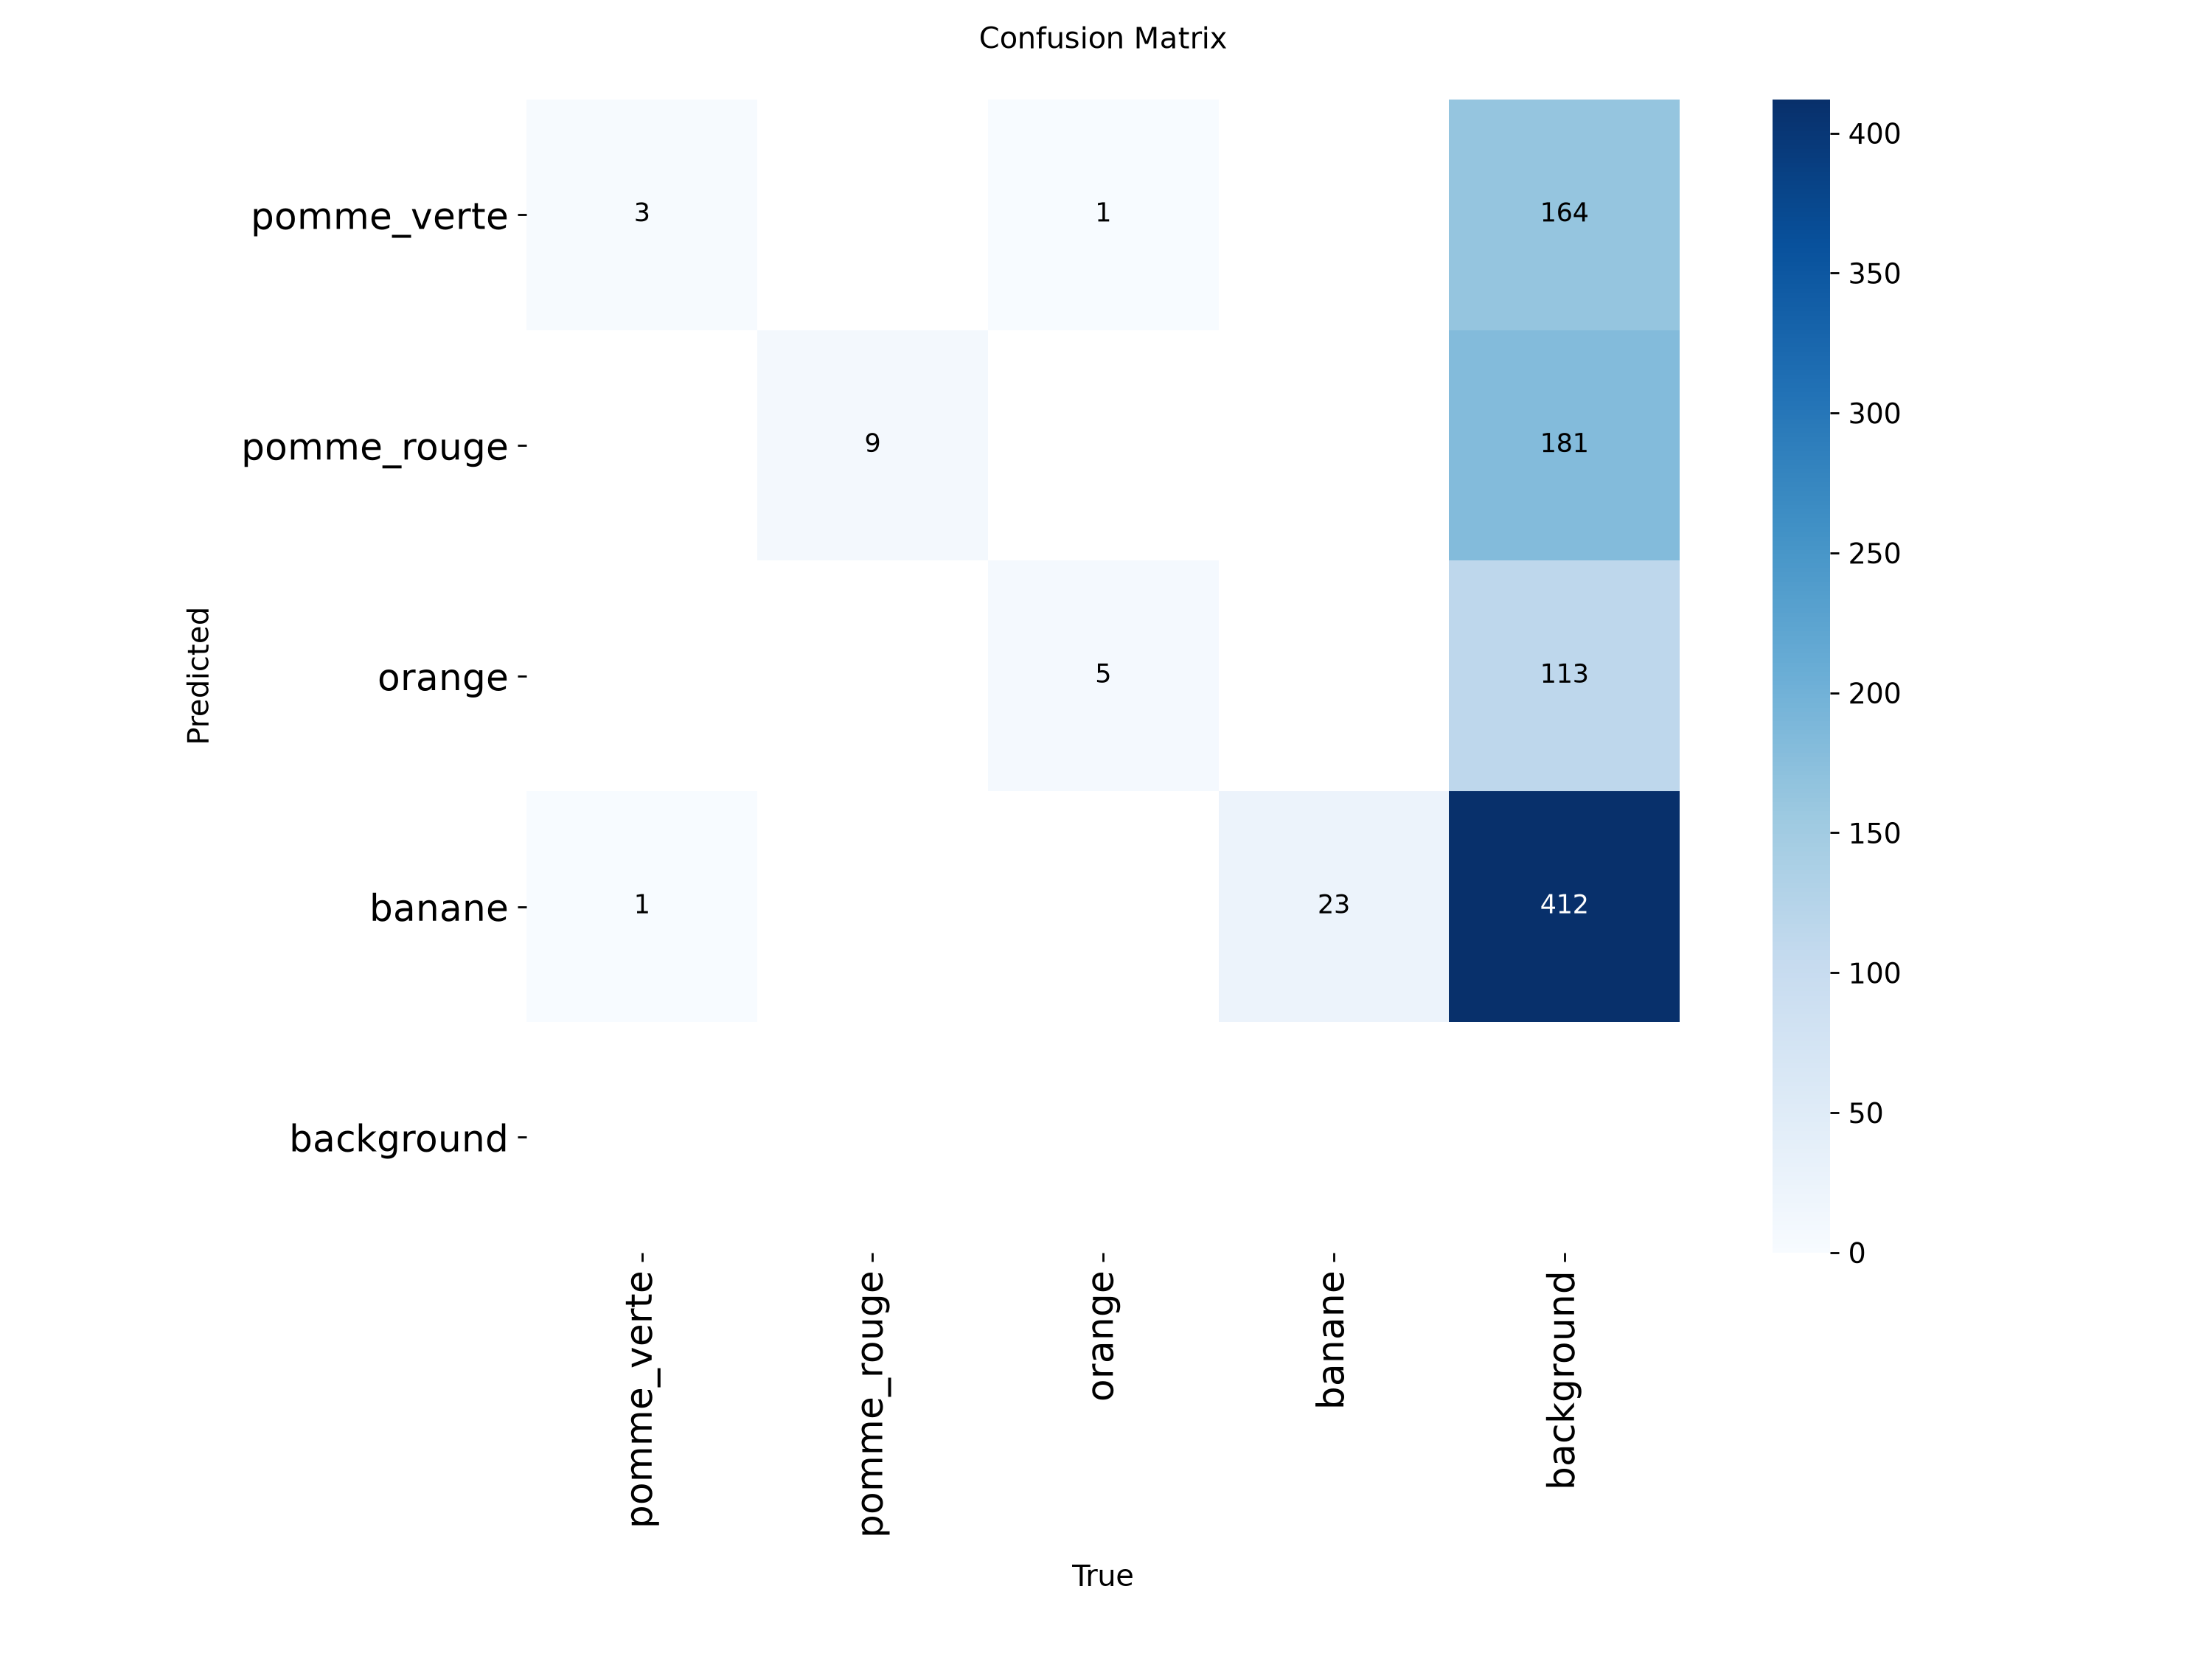 Confusion Matrix
pomme_verte
3
1
164
pomme_rouge
9
181
orange
5
113
banane
1
23
412
background
Predicted
pomme_verte
pomme_rouge
orange
banane
background
True
400
350
300
250
200
150
100
50
0